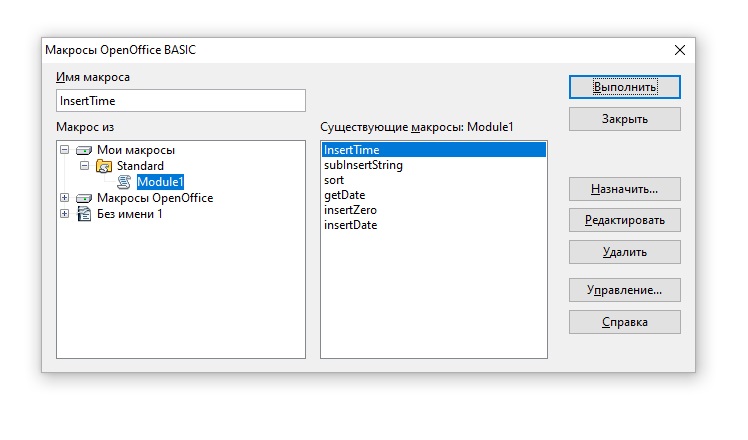 Макросы OpenOffice BASIC
Имя макроса
InsertTime
Макрос из
Мои макросы
Standard
Module1
Макросы OpenOffice
Без имени 1
Существующие макросы: Module1
InsertTime
subInsertString
sort
getDate
insertZero
insertDate
Выполнить
Закрыть
Назначить...
Редактировать
Удалить
Управление...
Справка